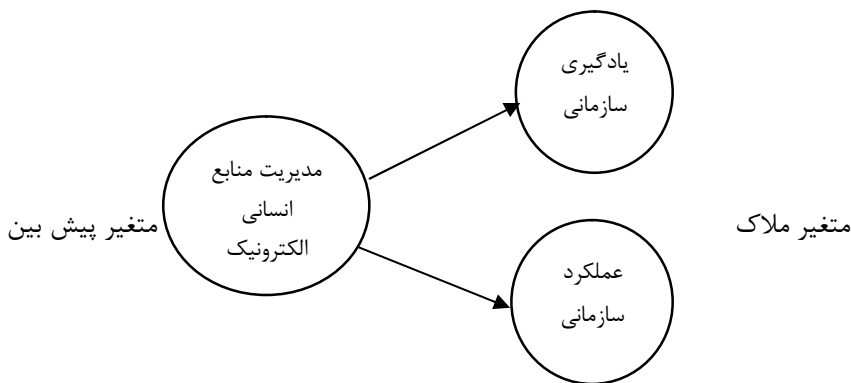 یادگیری
سازمانی
مدیریت منابع
انسانی
الکترونیک
متغیر پیش بین
متغیر ملاک
عملکرد
سازمانی